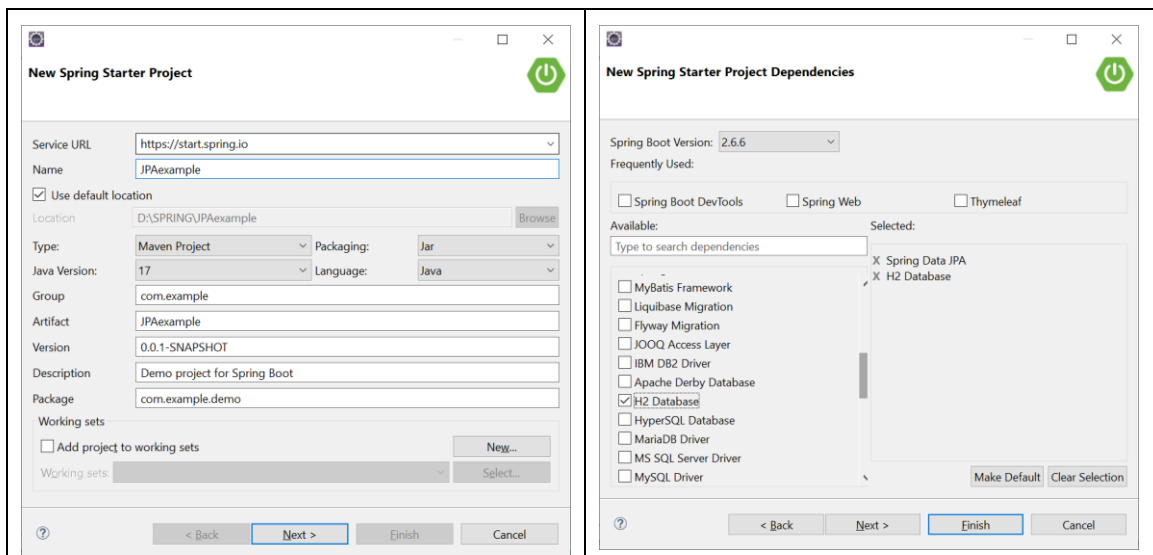 New Spring Starter Project
Service URL https://start.spring.io
Name JPAexample
Use default location
Location D:\SPRING\JPAexample Browse
Type: Maven Project Packaging: Jar
Java Version: 17 Language: Java
Group com.example
Artifact JPAexample
Version 0.0.1-SNAPSHOT
Description Demo project for Spring Boot
Package com.example.demo
Working sets
Add project to working sets New...
Working sets: Select...
? < Back Next > Finish Cancel
New Spring Starter Project Dependencies
Spring Boot Version: 2.6.6
Frequently Used:
Spring Boot DevTools Spring Web Thymeleaf
Available: Selected:
Type to search dependencies
X Spring Data JPA
X H2 Database
MyBatis Framework
Liquibase Migration
Flyway Migration
JOOQ Access Layer
IBM DB2 Driver
Apache Derby Database
H2 Database
HyperSQL Database
MariaDB Driver
MS SQL Server Driver
MySQL Driver
Make Default Clear Selection
? < Back Next > Finish Cancel